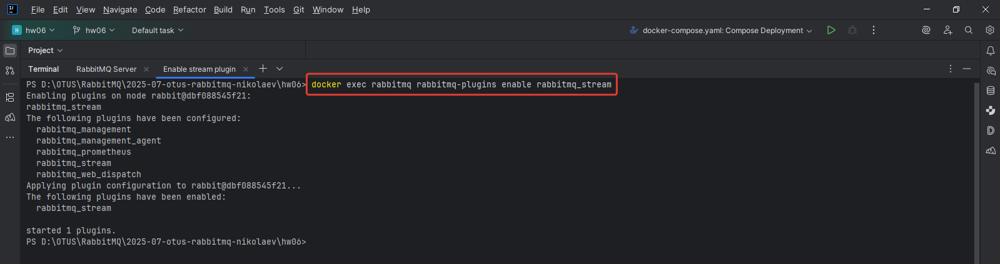 IJ File Edit View Navigate Code Refactor Build Run Tools Git Window Help
H hw06 hw06 Default task docker-compose.yaml: Compose Deployment
Project
Terminal RabbitMQ Server Enable stream plugin
PS D:\OTUS\RabbitMQ\2025-07-otus-rabbitmq-nikolaev\hw06> docker exec rabbitmq rabbitmq-plugins enable rabbitmq_stream
Enabling plugins on node rabbit@dbf088545f21:
rabbitmq_stream
The following plugins have been configured:
  rabbitmq_management
  rabbitmq_management_agent
  rabbitmq_prometheus
  rabbitmq_stream
  rabbitmq_web_dispatch
Applying plugin configuration to rabbit@dbf088545f21...
The following plugins have been enabled:
  rabbitmq_stream
started 1 plugins.
PS D:\OTUS\RabbitMQ\2025-07-otus-rabbitmq-nikolaev\hw06>